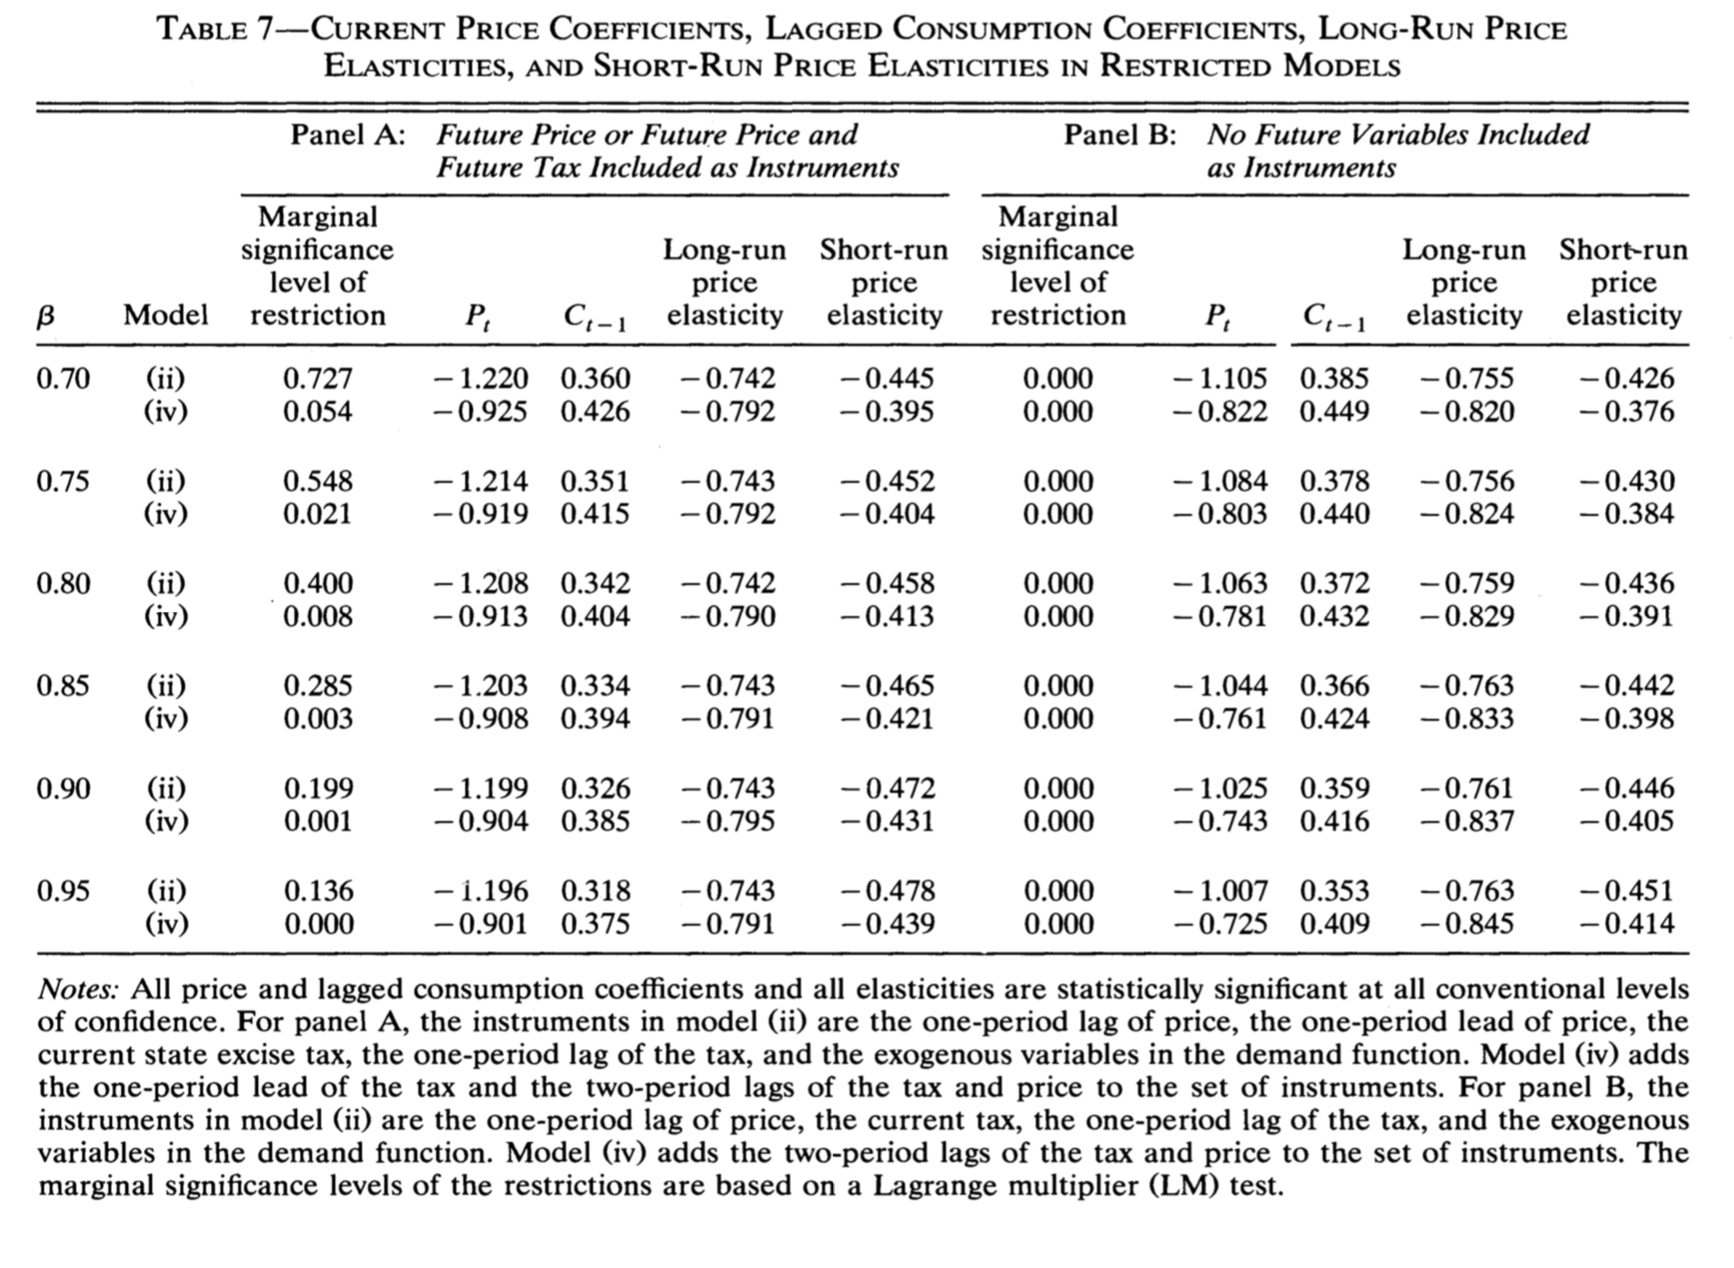 TABLE 7—CURRENT PRICE COEFFICIENTS, LAGGED CONSUMPTION COEFFICIENTS, LONG-RUN PRICE
ELASTICITIES, AND SHORT-RUN PRICE ELASTICITIES IN RESTRICTED MODELS
Panel A: Future Price or Future Price and Future Tax Included as Instruments
Panel B: No Future Variables Included as Instruments
β Model Marginal significance level of restriction P_t C_{t−1} Long-run price elasticity Short-run price elasticity Marginal significance level of restriction P_t C_{t−1} Long-run price elasticity Short-run price elasticity
0.70 (ii) 0.727 −1.220 0.360 −0.742 −0.445 0.000 −1.105 0.385 −0.755 −0.426
(iv) 0.054 −0.925 0.426 −0.792 −0.395 0.000 −0.822 0.449 −0.820 −0.376
0.75 (ii) 0.548 −1.214 0.351 −0.743 −0.452 0.000 −1.084 0.378 −0.756 −0.430
(iv) 0.021 −0.919 0.415 −0.792 −0.404 0.000 −0.803 0.440 −0.824 −0.384
0.80 (ii) 0.400 −1.208 0.342 −0.742 −0.458 0.000 −1.063 0.372 −0.759 −0.436
(iv) 0.008 −0.913 0.404 −0.790 −0.413 0.000 −0.781 0.432 −0.829 −0.391
0.85 (ii) 0.285 −1.203 0.334 −0.743 −0.465 0.000 −1.044 0.366 −0.763 −0.442
(iv) 0.003 −0.908 0.394 −0.791 −0.421 0.000 −0.761 0.424 −0.833 −0.398
0.90 (ii) 0.199 −1.199 0.326 −0.743 −0.472 0.000 −1.025 0.359 −0.761 −0.446
(iv) 0.001 −0.904 0.385 −0.795 −0.431 0.000 −0.743 0.416 −0.837 −0.405
0.95 (ii) 0.136 −1.196 0.318 −0.743 −0.478 0.000 −1.007 0.353 −0.763 −0.451
(iv) 0.000 −0.901 0.375 −0.791 −0.439 0.000 −0.725 0.409 −0.845 −0.414
Notes: All price and lagged consumption coefficients and all elasticities are statistically significant at all conventional levels
of confidence. For panel A, the instruments in model (ii) are the one-period lag of price, the one-period lead of price, the
current state excise tax, the one-period lag of the tax, and the exogenous variables in the demand function. Model (iv) adds
the one-period lead of the tax and the two-period lags of the tax and price to the set of instruments. For panel B, the
instruments in model (ii) are the one-period lag of price, the current tax, the one-period lag of the tax, and the exogenous
variables in the demand function. Model (iv) adds the two-period lags of the tax and price to the set of instruments. The
marginal significance levels of the restrictions are based on a Lagrange multiplier (LM) test.